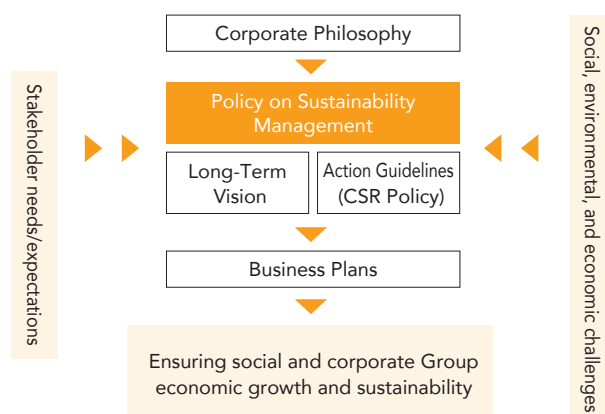 Corporate Philosophy
Stakeholder needs/expectations
Policy on Sustainability
Management
Social, environmental, and economic challenges
Long-Term
Vision
Action Guidelines
(CSR Policy)
Business Plans
Ensuring social and corporate Group
economic growth and sustainability